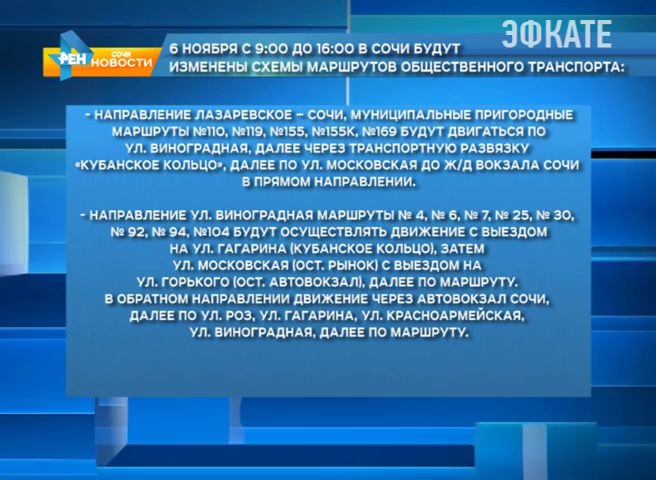 ЭФКАТЕ
РЕН
СОЧИ
НОВОСТИ
6 НОЯБРЯ С 9:00 ДО 16:00 В СОЧИ БУДУТ
ИЗМЕНЕНЫ СХЕМЫ МАРШРУТОВ ОБЩЕСТВЕННОГО ТРАНСПОРТА:
- НАПРАВЛЕНИЕ ЛАЗАРЕВСКОЕ – СОЧИ, МУНИЦИПАЛЬНЫЕ ПРИГОРОДНЫЕ
МАРШРУТЫ №110, №119, №155, №155К, №169 БУДУТ ДВИГАТЬСЯ ПО
УЛ. ВИНОГРАДНАЯ, ДАЛЕЕ ЧЕРЕЗ ТРАНСПОРТНУЮ РАЗВЯЗКУ
«КУБАНСКОЕ КОЛЬЦО», ДАЛЕЕ ПО УЛ. МОСКОВСКАЯ ДО Ж/Д ВОКЗАЛА СОЧИ
В ПРЯМОМ НАПРАВЛЕНИИ.
- НАПРАВЛЕНИЕ УЛ. ВИНОГРАДНАЯ МАРШРУТЫ № 4, № 6, № 7, № 25, № 30,
№ 92, № 94, №104 БУДУТ ОСУЩЕСТВЛЯТЬ ДВИЖЕНИЕ С ВЫЕЗДОМ
НА УЛ. ГАГАРИНА (КУБАНСКОЕ КОЛЬЦО), ЗАТЕМ
УЛ. МОСКОВСКАЯ (ОСТ. РЫНОК) С ВЫЕЗДОМ НА
УЛ. ГОРЬКОГО (ОСТ. АВТОВОКЗАЛ), ДАЛЕЕ ПО МАРШРУТУ.
В ОБРАТНОМ НАПРАВЛЕНИИ ДВИЖЕНИЕ ЧЕРЕЗ АВТОВОКЗАЛ СОЧИ,
ДАЛЕЕ ПО УЛ. РОЗ, УЛ. ГАГАРИНА, УЛ. КРАСНОАРМЕЙСКАЯ,
УЛ. ВИНОГРАДНАЯ, ДАЛЕЕ ПО МАРШРУТУ.